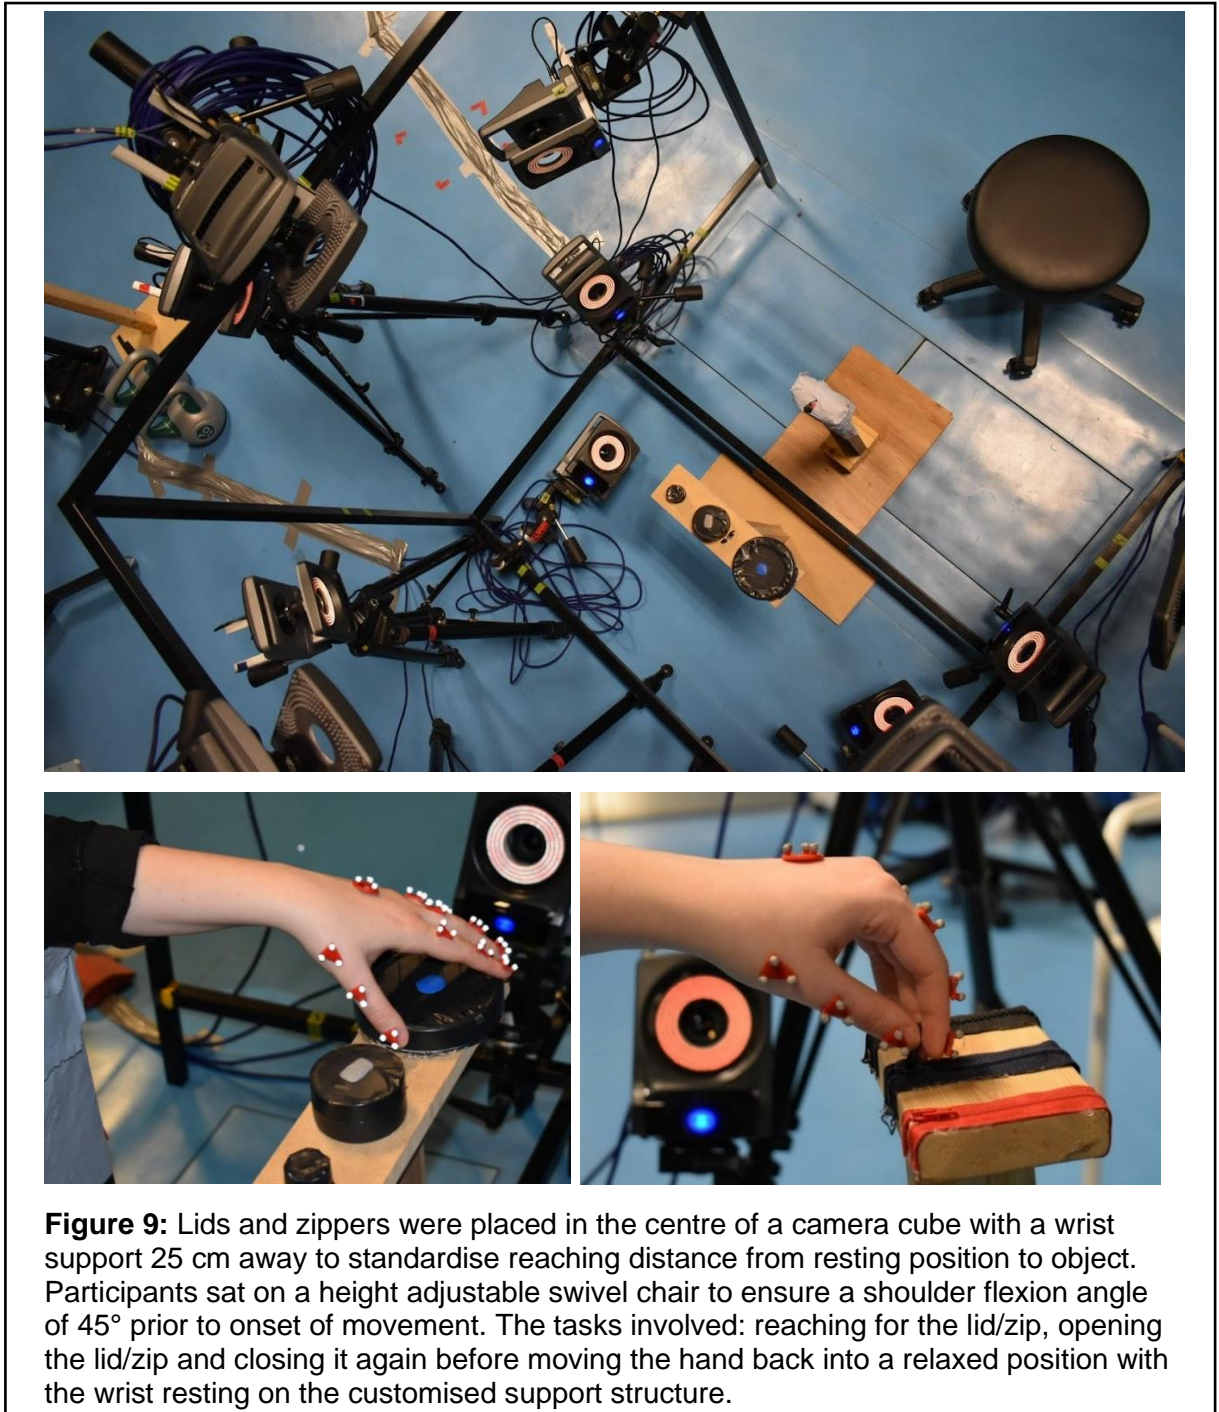 Figure 9: Lids and zippers were placed in the centre of a camera cube with a wrist
support 25 cm away to standardise reaching distance from resting position to object.
Participants sat on a height adjustable swivel chair to ensure a shoulder flexion angle
of 45° prior to onset of movement. The tasks involved: reaching for the lid/zip, opening
the lid/zip and closing it again before moving the hand back into a relaxed position with
the wrist resting on the customised support structure.